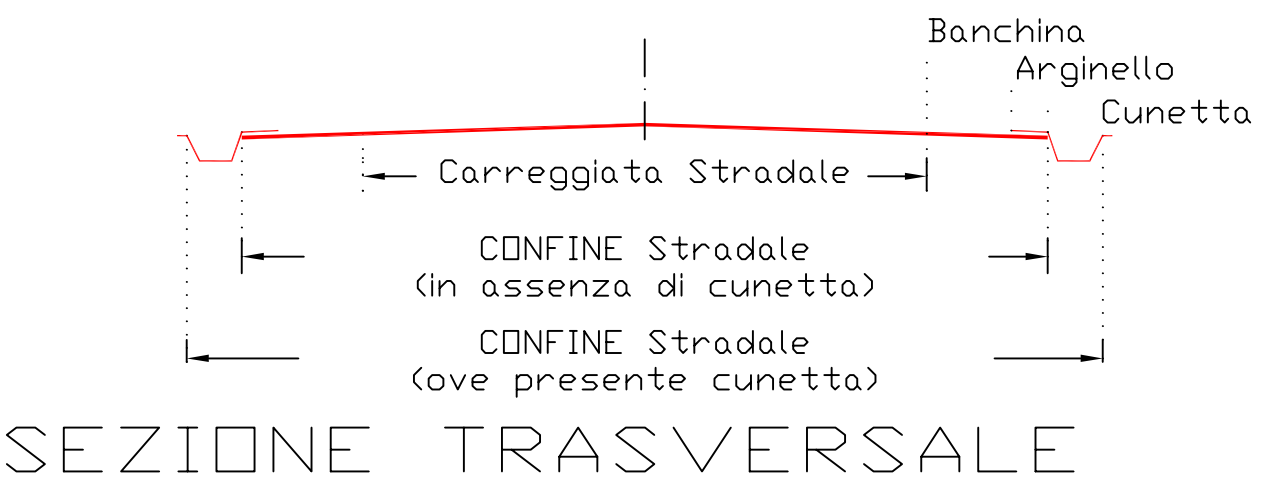 Banchina
Arginello
Cunetta
Carreggiata Stradale
CONFINE Stradale
(in assenza di cunetta)
CONFINE Stradale
(ove presente cunetta)
SEZIONE TRASVERSALE